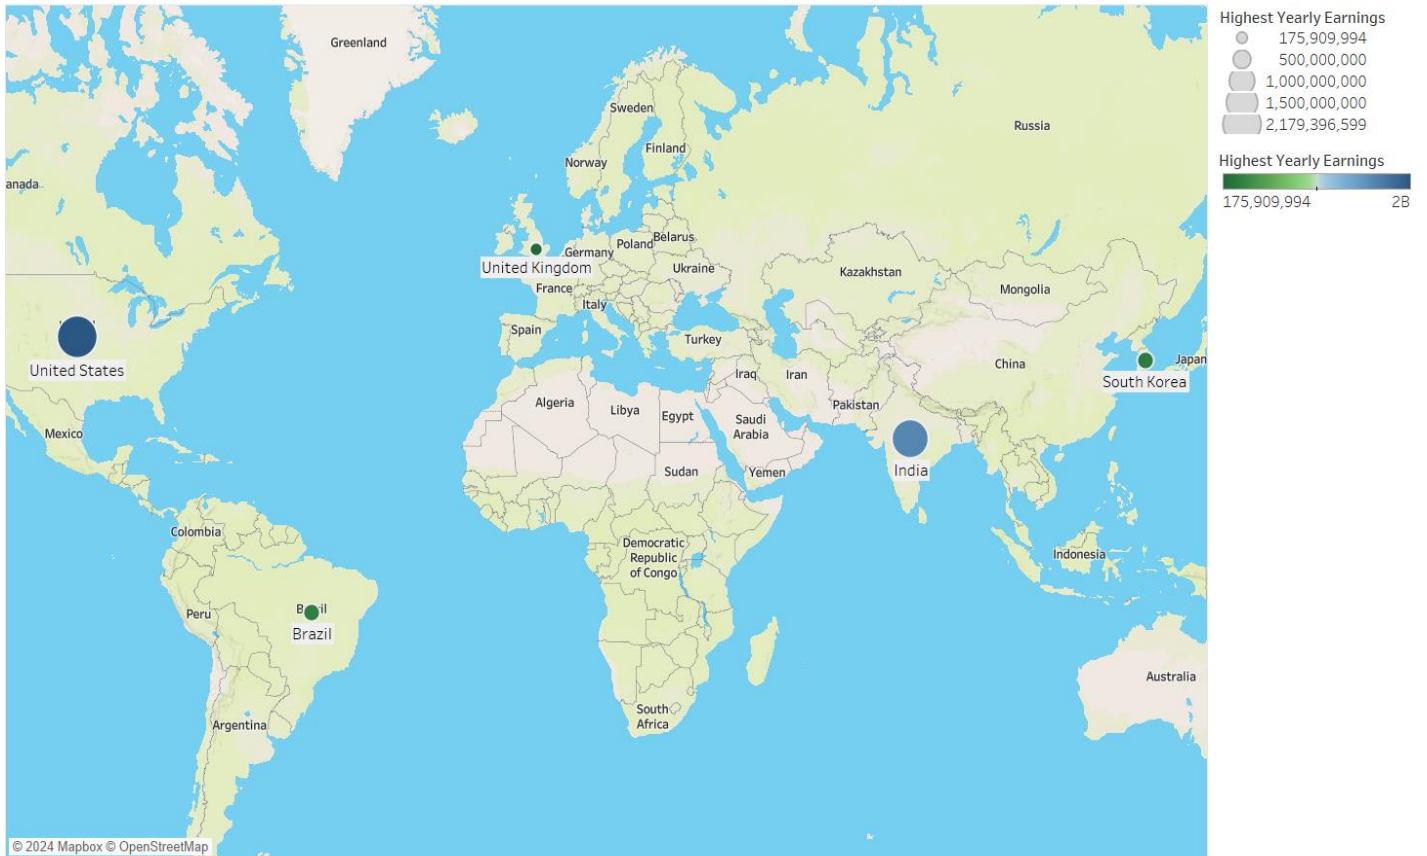 Greenland
Sweden
Finland
Norway
Russia
anada
United Kingdom
Germany
Poland
Belarus
Ukraine
France
Italy
Spain
Turkey
Kazakhstan
Mongolia
China
South Korea
Japan
United States
Mexico
Algeria
Libya
Egypt
Iraq
Iran
Saudi
Arabia
Pakistan
India
Sudan
Yemen
Colombia
Democratic
Republic
of Congo
Indonesia
Peru
Brazil
Argentina
South
Africa
Australia
© 2024 Mapbox © OpenStreetMap
Highest Yearly Earnings
175,909,994
500,000,000
1,000,000,000
1,500,000,000
2,179,396,599
Highest Yearly Earnings
175,909,994 2B